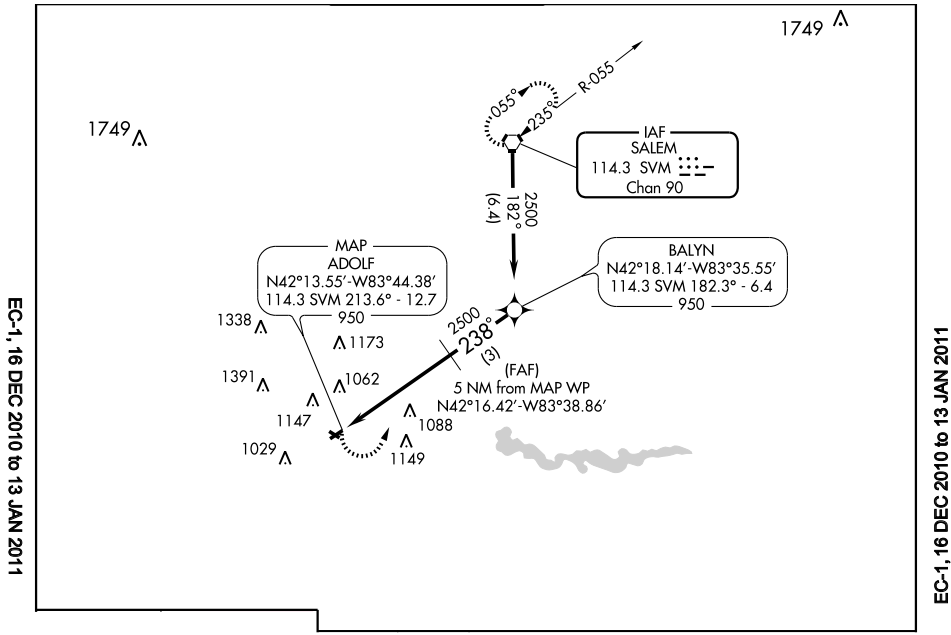 1749
1749
055°
235°
R-055
IAF
SALEM
114.3 SVM
Chan 90
2500
182°
(6.4)
MAP
ADOLF
N42°13.55'-W83°44.38'
114.3 SVM 213.6° - 12.7
950
BALYN
N42°18.14'-W83°35.55'
114.3 SVM 182.3° - 6.4
950
2500
238°
(3)
(FAF)
5 NM from MAP WP
N42°16.42'-W83°38.86'
1338
1173
1391
1062
1147
1088
1029
1149
EC-1, 16 DEC 2010 to 13 JAN 2011
EC-1, 16 DEC 2010 to 13 JAN 2011